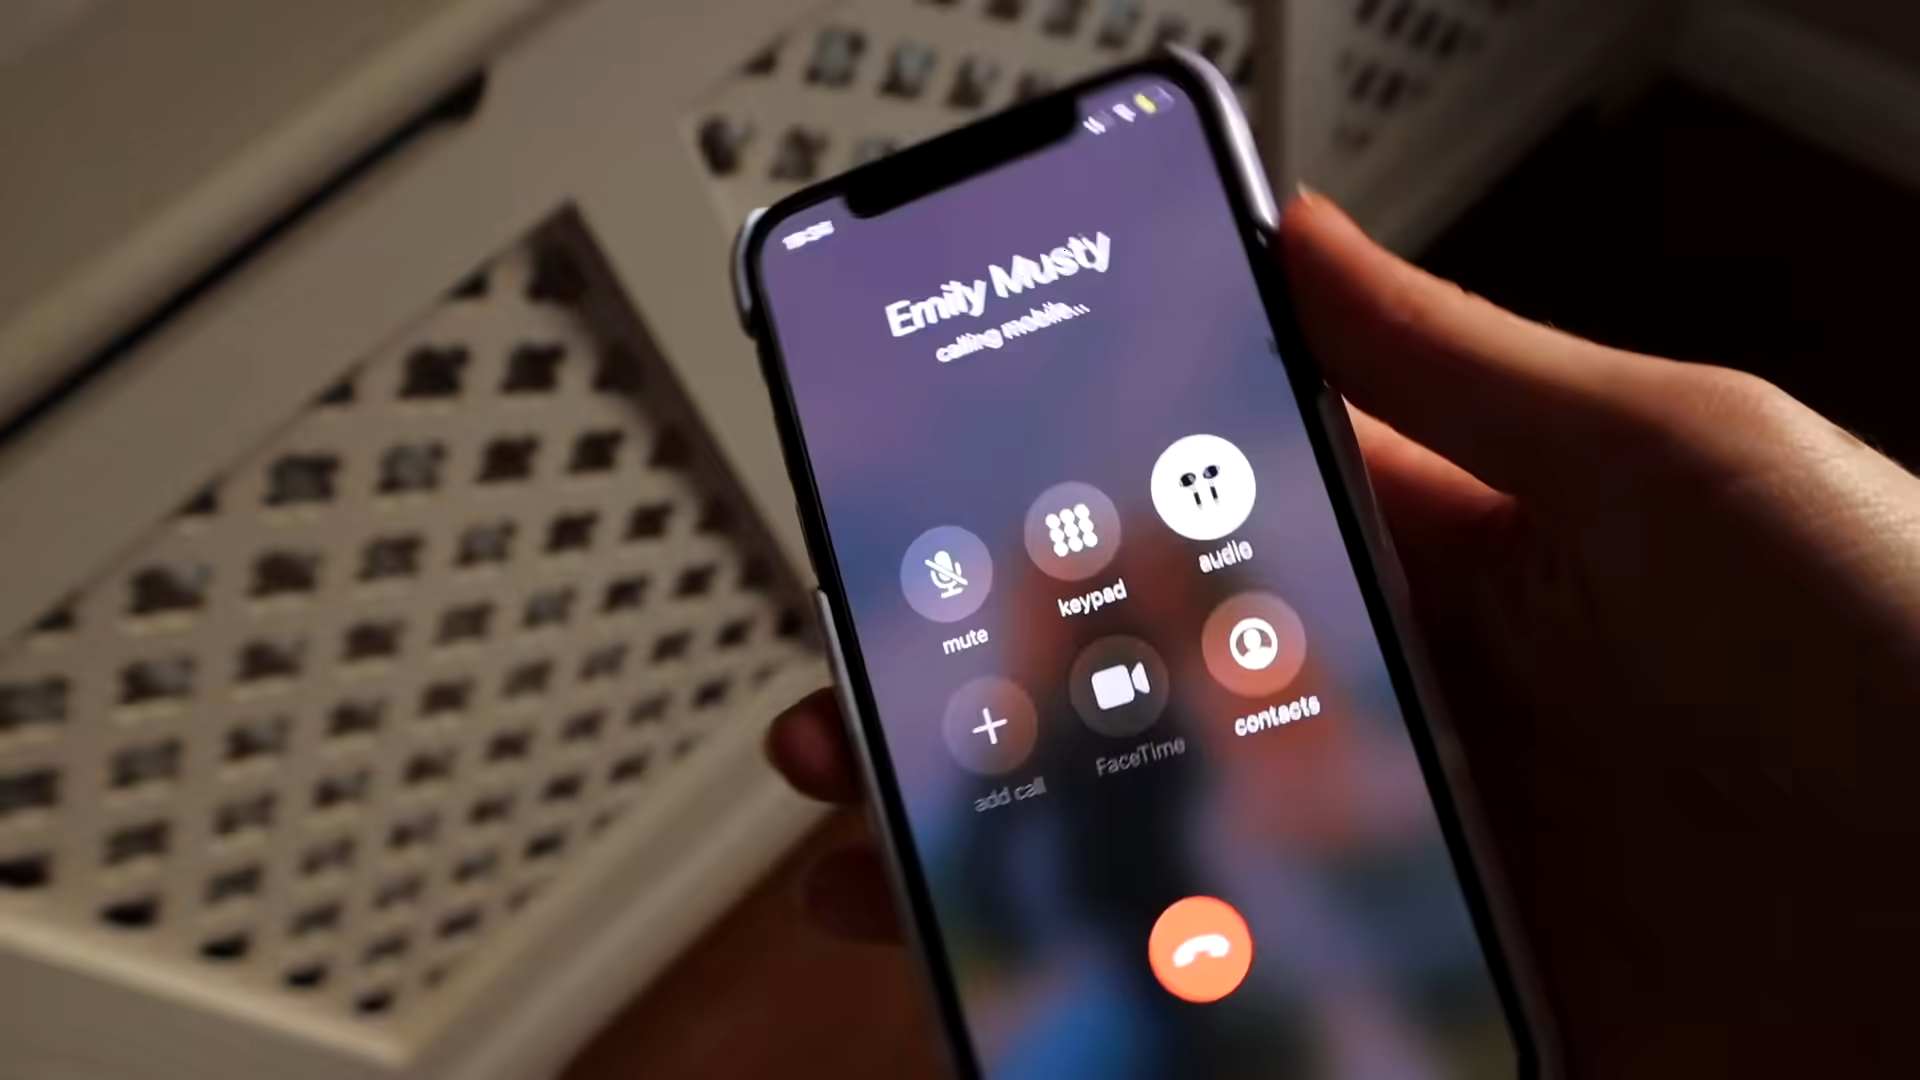 Emily Musty
calling mobile...
mute
keypad
audio
add call
FaceTime
contacts